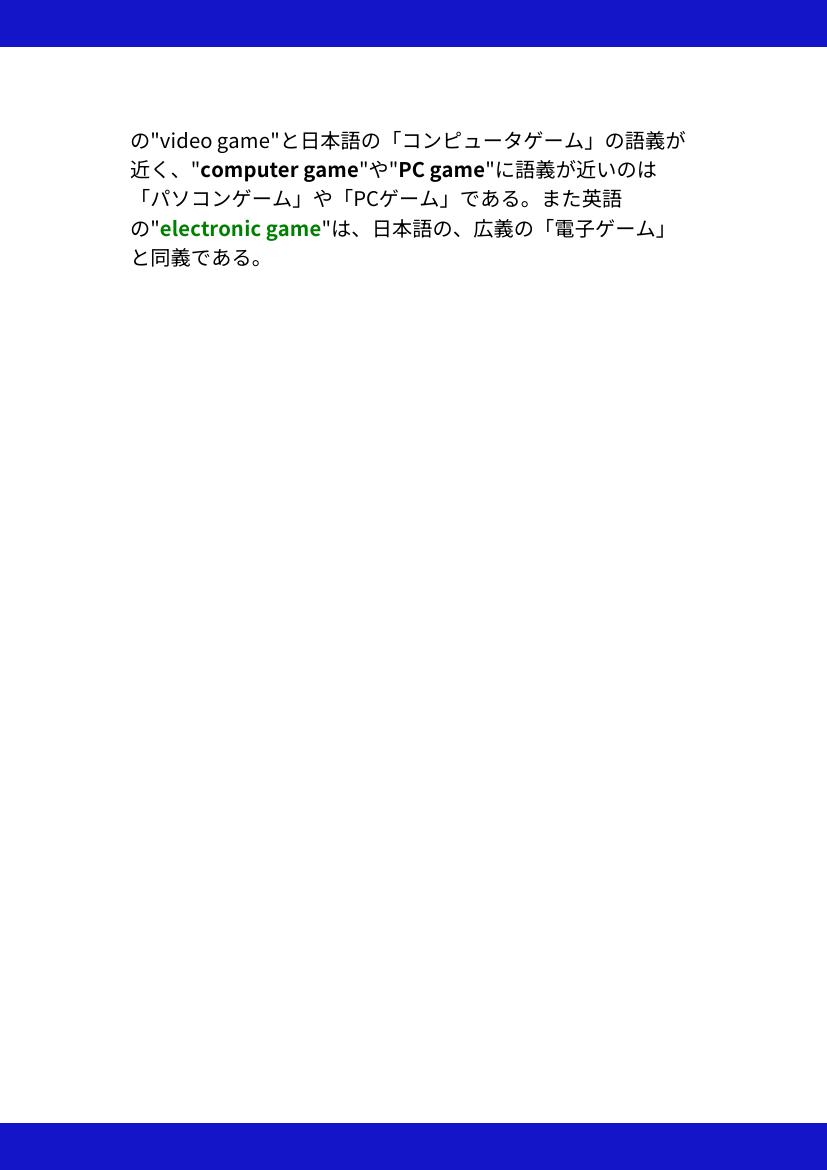 の"video game"と日本語の「コンピュータゲーム」の語義が
近く、"computer game"や"PC game"に語義が近いのは
「パソコンゲーム」や「PCゲーム」である。また英語
の"electronic game"は、日本語の、広義の「電子ゲーム」
と同義である。